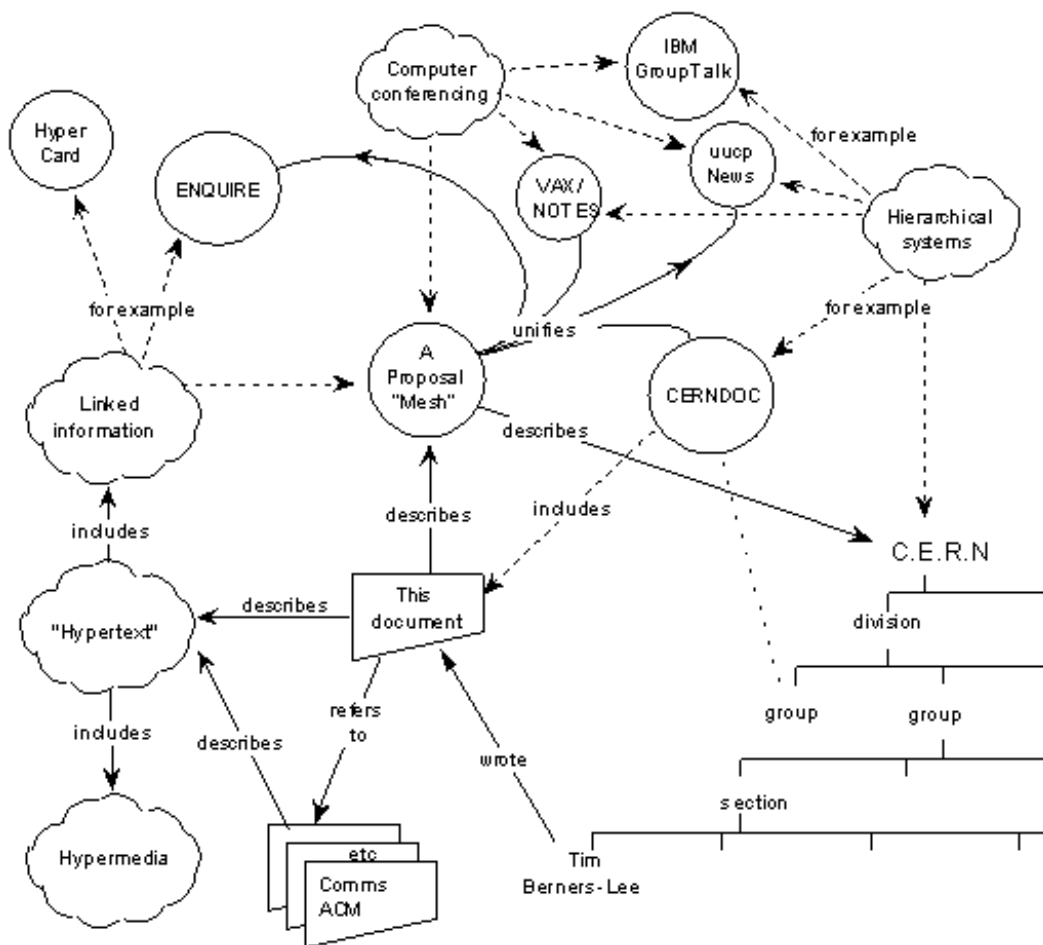 IBM
GroupTalk
Computer
conferencing
Hyper
Card
for example
uucp
News
ENQUIRE
VAX/
NOTES
Hierarchical
systems
for example
for example
unifies
A
Proposal
"Mesh"
CERNDOC
Linked
information
describes
includes
describes
includes
C.E.R.N
This
document
describes
"Hypertext"
division
refers
to
group
group
includes
describes
wrote
section
Hypermedia
etc
Comms
ACM
Tim
Berners-Lee